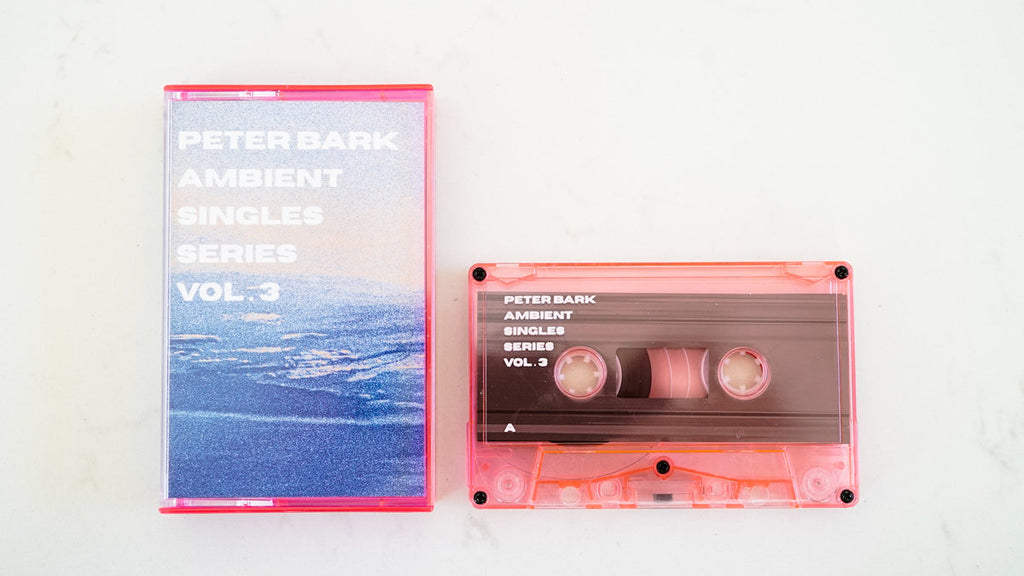 PETER BARK
AMBIENT
SINGLES
SERIES
VOL.3
PETER BARK
AMBIENT
SINGLES
SERIES
VOL.3
A